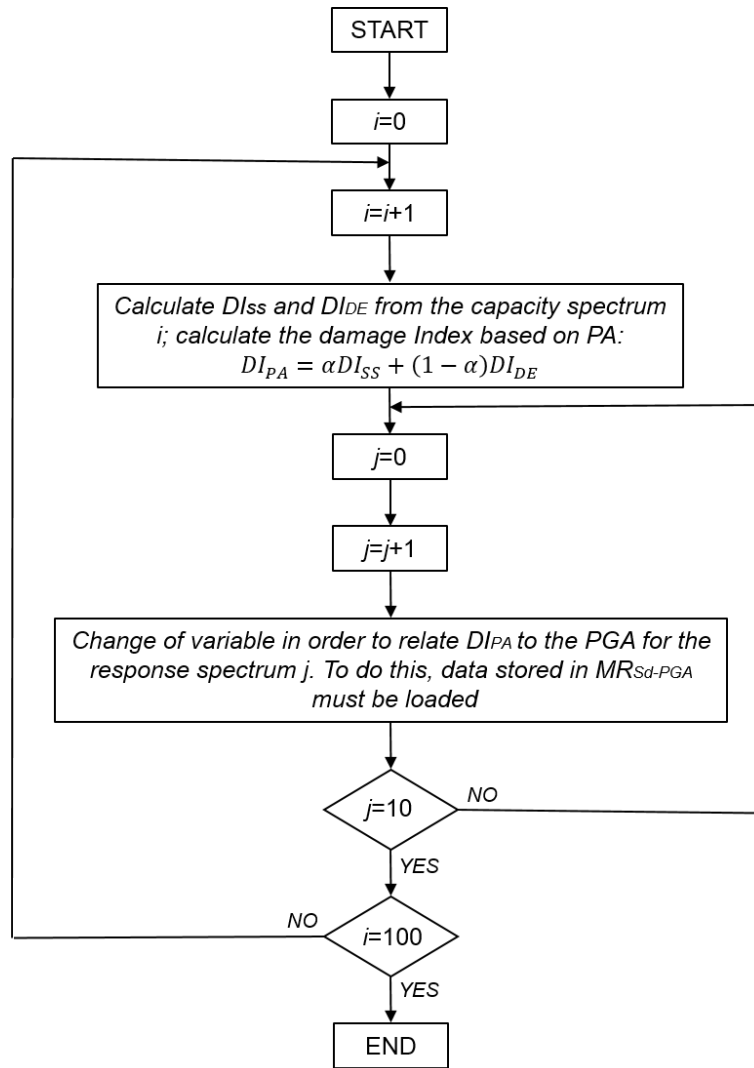 START
i=0
i=i+1
Calculate DIss and DIDE from the capacity spectrum
i; calculate the damage Index based on PA:
𝐷𝐼𝑃𝐴 = 𝛼𝐷𝐼𝑆𝑆 + (1 − 𝛼)𝐷𝐼𝐷𝐸
j=0
j=j+1
Change of variable in order to relate DIPA to the PGA for the
response spectrum j. To do this, data stored in MRSd-PGA
must be loaded
j=10
NO
YES
NO
i=100
YES
END